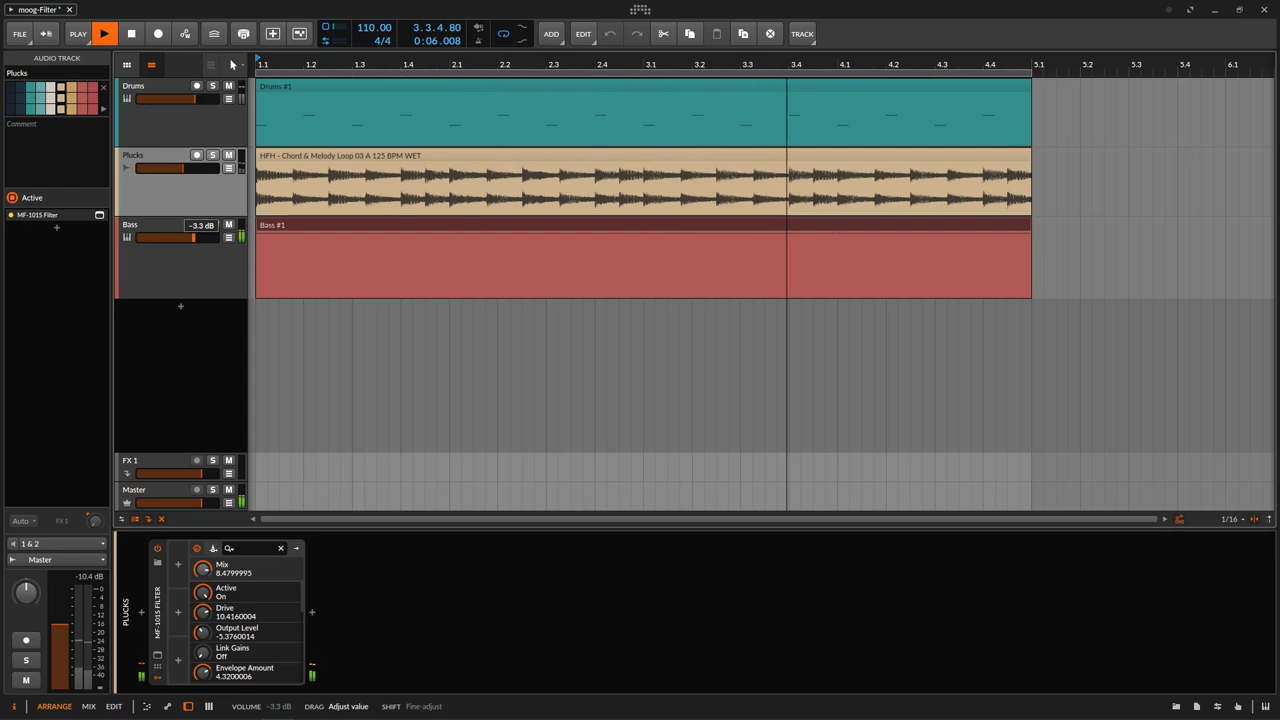 moog-Filter *
FILE
PLAY
110.00
4/4
3.3.4.80
0:06.008
ADD
EDIT
TRACK
AUDIO TRACK
Plucks
Comment
Active
MF-101S Filter
1.1 1.2 1.3 1.4 2.1 2.2 2.3 2.4 3.1 3.2 3.3 3.4 4.1 4.2 4.3 4.4 5.1 5.2 5.3 5.4 6.1
Drums
S M
Drums #1
Plucks
S M
HFH - Chord & Melody Loop 03 A 125 BPM WET
Bass
−3.3 dB
M
Bass #1
FX 1
S M
Master
S M
1/16
Auto
FX 1
1 & 2
Master
-10.4 dB
0
4
8
12
16
20
24
28
32
36
40
∞
S
M
PLUCKS
MF-101S FILTER
Mix
8.4799995
Active
On
Drive
10.4160004
Output Level
-5.3760014
Link Gains
Off
Envelope Amount
4.3200006
i
ARRANGE
MIX
EDIT
VOLUME −3.3 dB
DRAG Adjust value
SHIFT Fine-adjust